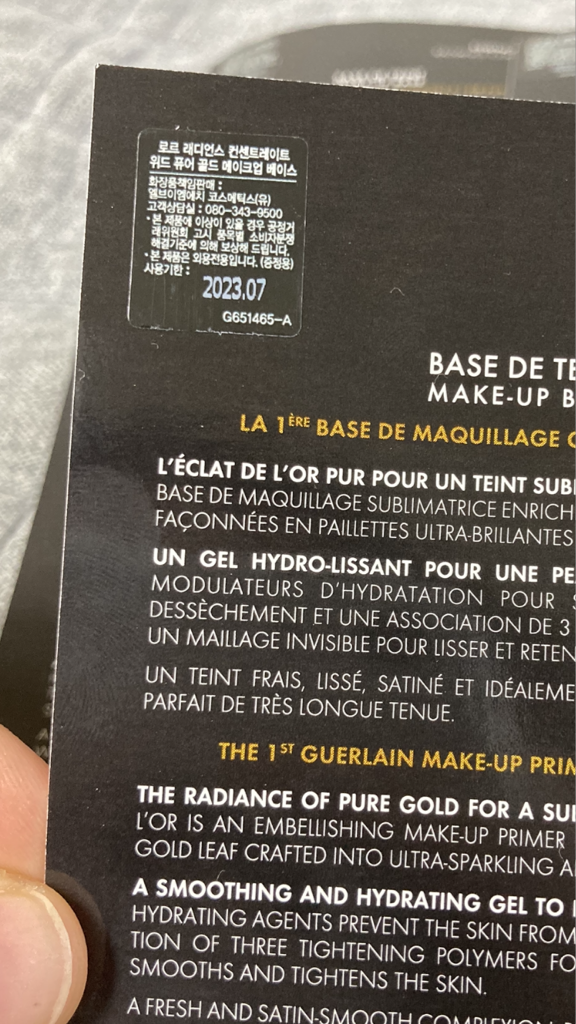 로르 래디언스 컨센트레이트
위드 퓨어 골드 메이크업 베이스
화장품책임판매 :
엘브이엠에치 코스메틱스(유)
고객상담실 : 080-343-9500
· 본 제품에 이상이 있을 경우 공정거
래위원회 고시 품목별 소비자분쟁
해결기준에 의해 보상해 드립니다.
· 본 제품은 외용전용입니다. (증정용)
사용기한 :
2023.07
G651465-A
BASE DE TE
MAKE-UP B
LA 1ÈRE BASE DE MAQUILLAGE
L'ÉCLAT DE L'OR PUR POUR UN TEINT SUBL
BASE DE MAQUILLAGE SUBLIMATRICE ENRICH
FAÇONNÉES EN PAILLETTES ULTRA-BRILLANTES
UN GEL HYDRO-LISSANT POUR UNE PE
MODULATEURS D'HYDRATATION POUR S
DESSÈCHEMENT ET UNE ASSOCIATION DE 3
UN MAILLAGE INVISIBLE POUR LISSER ET RETEN
UN TEINT FRAIS, LISSÉ, SATINÉ ET IDÉALEME
PARFAIT DE TRÈS LONGUE TENUE.
THE 1ST GUERLAIN MAKE-UP PRIM
THE RADIANCE OF PURE GOLD FOR A SUB
L'OR IS AN EMBELLISHING MAKE-UP PRIMER
GOLD LEAF CRAFTED INTO ULTRA-SPARKLING A
A SMOOTHING AND HYDRATING GEL TO
HYDRATING AGENTS PREVENT THE SKIN FROM
TION OF THREE TIGHTENING POLYMERS FO
SMOOTHS AND TIGHTENS THE SKIN.
A FRESH AND SATIN-SMOOTH COMPLEXION